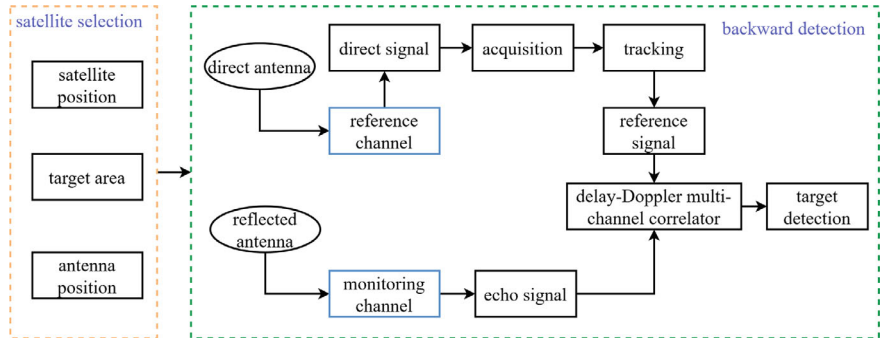 satellite selection
satellite
position
target area
antenna
position
backward detection
direct antenna
direct signal
acquisition
tracking
reference
channel
reference
signal
delay-Doppler multi-
channel correlator
target
detection
reflected
antenna
monitoring
channel
echo signal